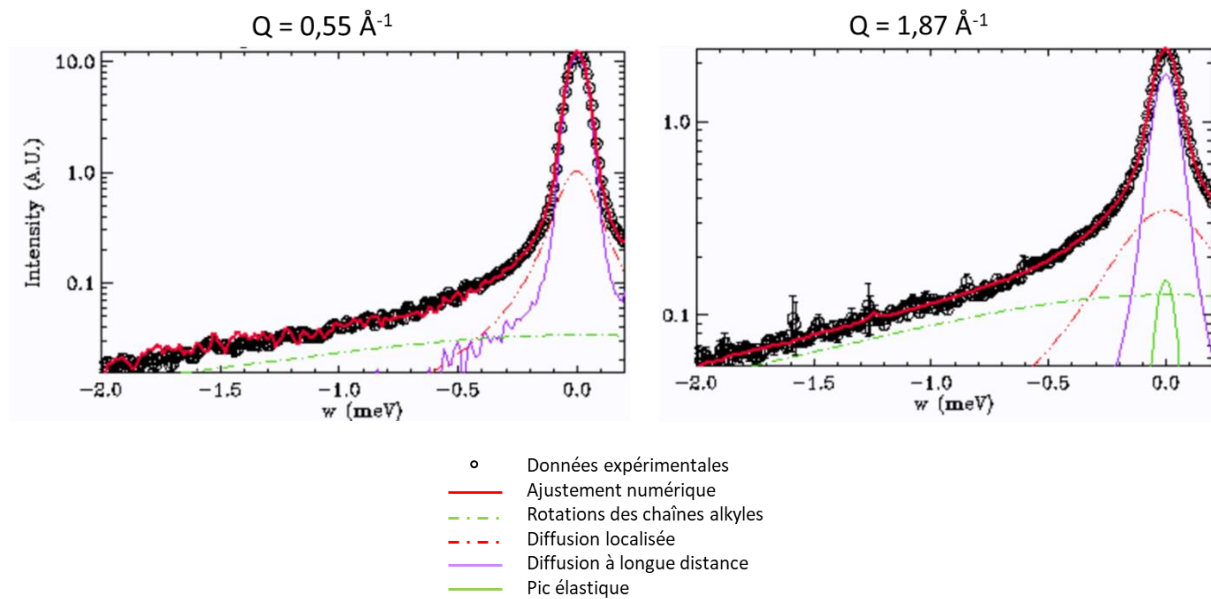 Q = 0,55 Å-1
Q = 1,87 Å-1
Intensity (A.U.)
10.0
1.0
0.1
-2.0 -1.5 -1.0 -0.5 0.0
w (meV)
1.0
0.1
-2.0 -1.5 -1.0 -0.5 0.0
w (meV)
Données expérimentales
Ajustement numérique
Rotations des chaînes alkyles
Diffusion localisée
Diffusion à longue distance
Pic élastique